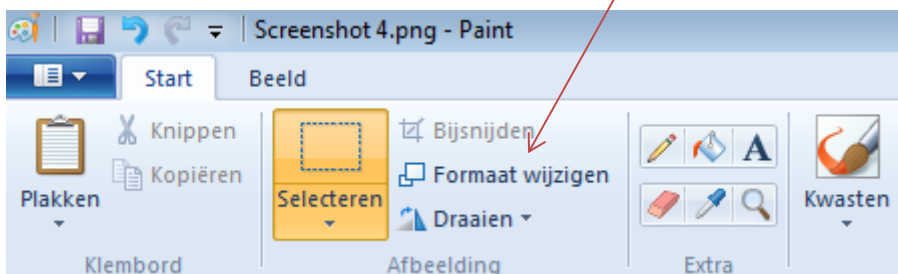 Screenshot 4.png - Paint
Start Beeld
Plakken
Knippen
Kopiëren
Klembord
Selecteren
Bijsnijden
Formaat wijzigen
Draaien
Afbeelding
A
Extra
Kwasten